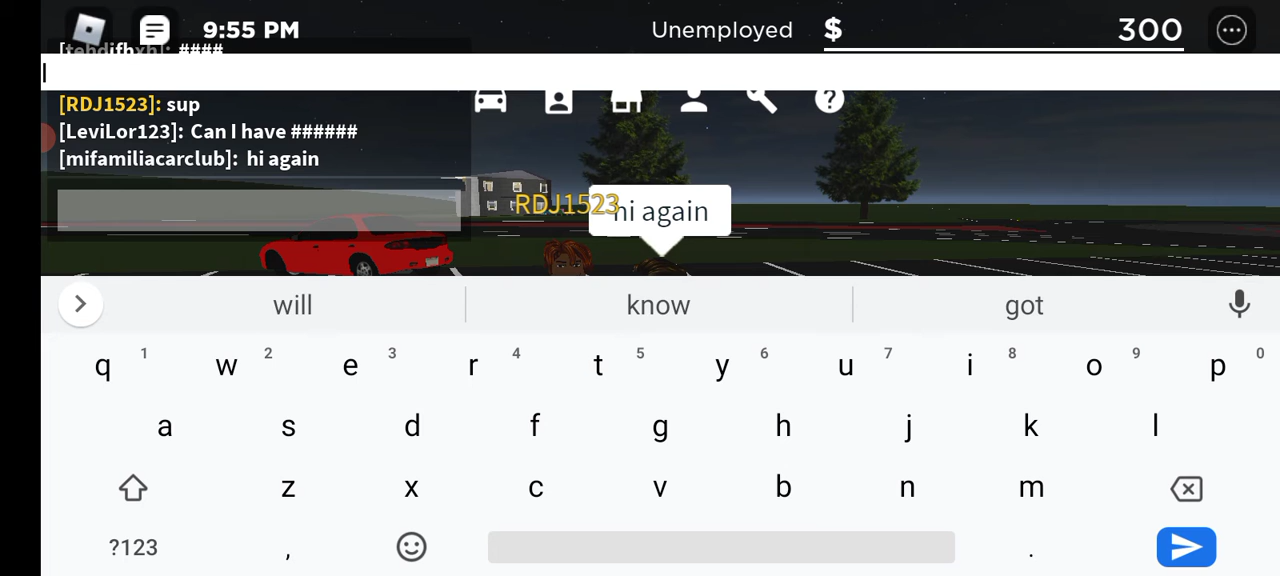 9:55 PM
Unemployed
$
300
[tehdifhxh]: ####
[RDJ1523]: sup
[LeviLor123]: Can I have ######
[mifamiliacarclub]: hi again
?
RDJ1523
hi again
will
know
got
q 1 w 2 e 3 r 4 t 5 y 6 u 7 i 8 o 9 p 0
a s d f g h j k l
z x c v b n m
?123 , .